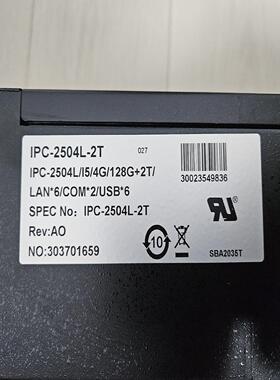 IPC-2504L-2T 027
IPC-2504L/I5/4G/128G+2T/
LAN*6/COM*2/USB*6
30023549836
SPEC No: IPC-2504L-2T
Rev:AO
NO:303701659
10
SBA2035T